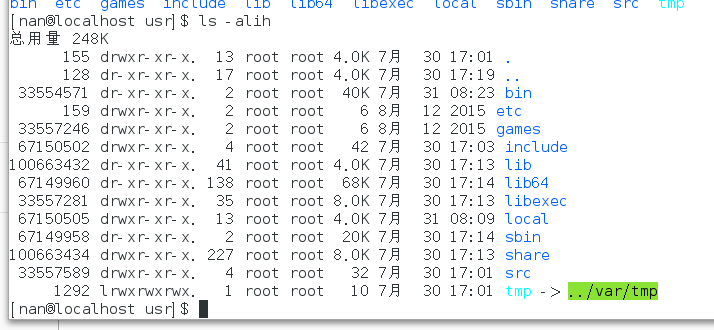 bin etc games include lib lib64 libexec local sbin share src tmp
[nan@localhost usr]$ ls -alih
总用量 248K
155 drwxr-xr-x. 13 root root 4.0K 7月 30 17:01 .
128 dr-xr-xr-x. 17 root root 4.0K 7月 30 17:19 ..
33554571 dr-xr-xr-x. 2 root root 40K 7月 31 08:23 bin
159 drwxr-xr-x. 2 root root 6 8月 12 2015 etc
33557246 drwxr-xr-x. 2 root root 6 8月 12 2015 games
67150502 drwxr-xr-x. 4 root root 42 7月 30 17:03 include
100663432 dr-xr-xr-x. 41 root root 4.0K 7月 30 17:13 lib
67149960 dr-xr-xr-x. 138 root root 68K 7月 30 17:14 lib64
33557281 drwxr-xr-x. 35 root root 8.0K 7月 30 17:13 libexec
67150505 drwxr-xr-x. 13 root root 4.0K 7月 31 08:09 local
67149958 dr-xr-xr-x. 2 root root 20K 7月 30 17:14 sbin
100663434 drwxr-xr-x. 227 root root 8.0K 7月 30 17:13 share
33557589 drwxr-xr-x. 4 root root 32 7月 30 17:01 src
1292 lrwxrwxrwx. 1 root root 10 7月 30 17:01 tmp -> ../var/tmp
[nan@localhost usr]$